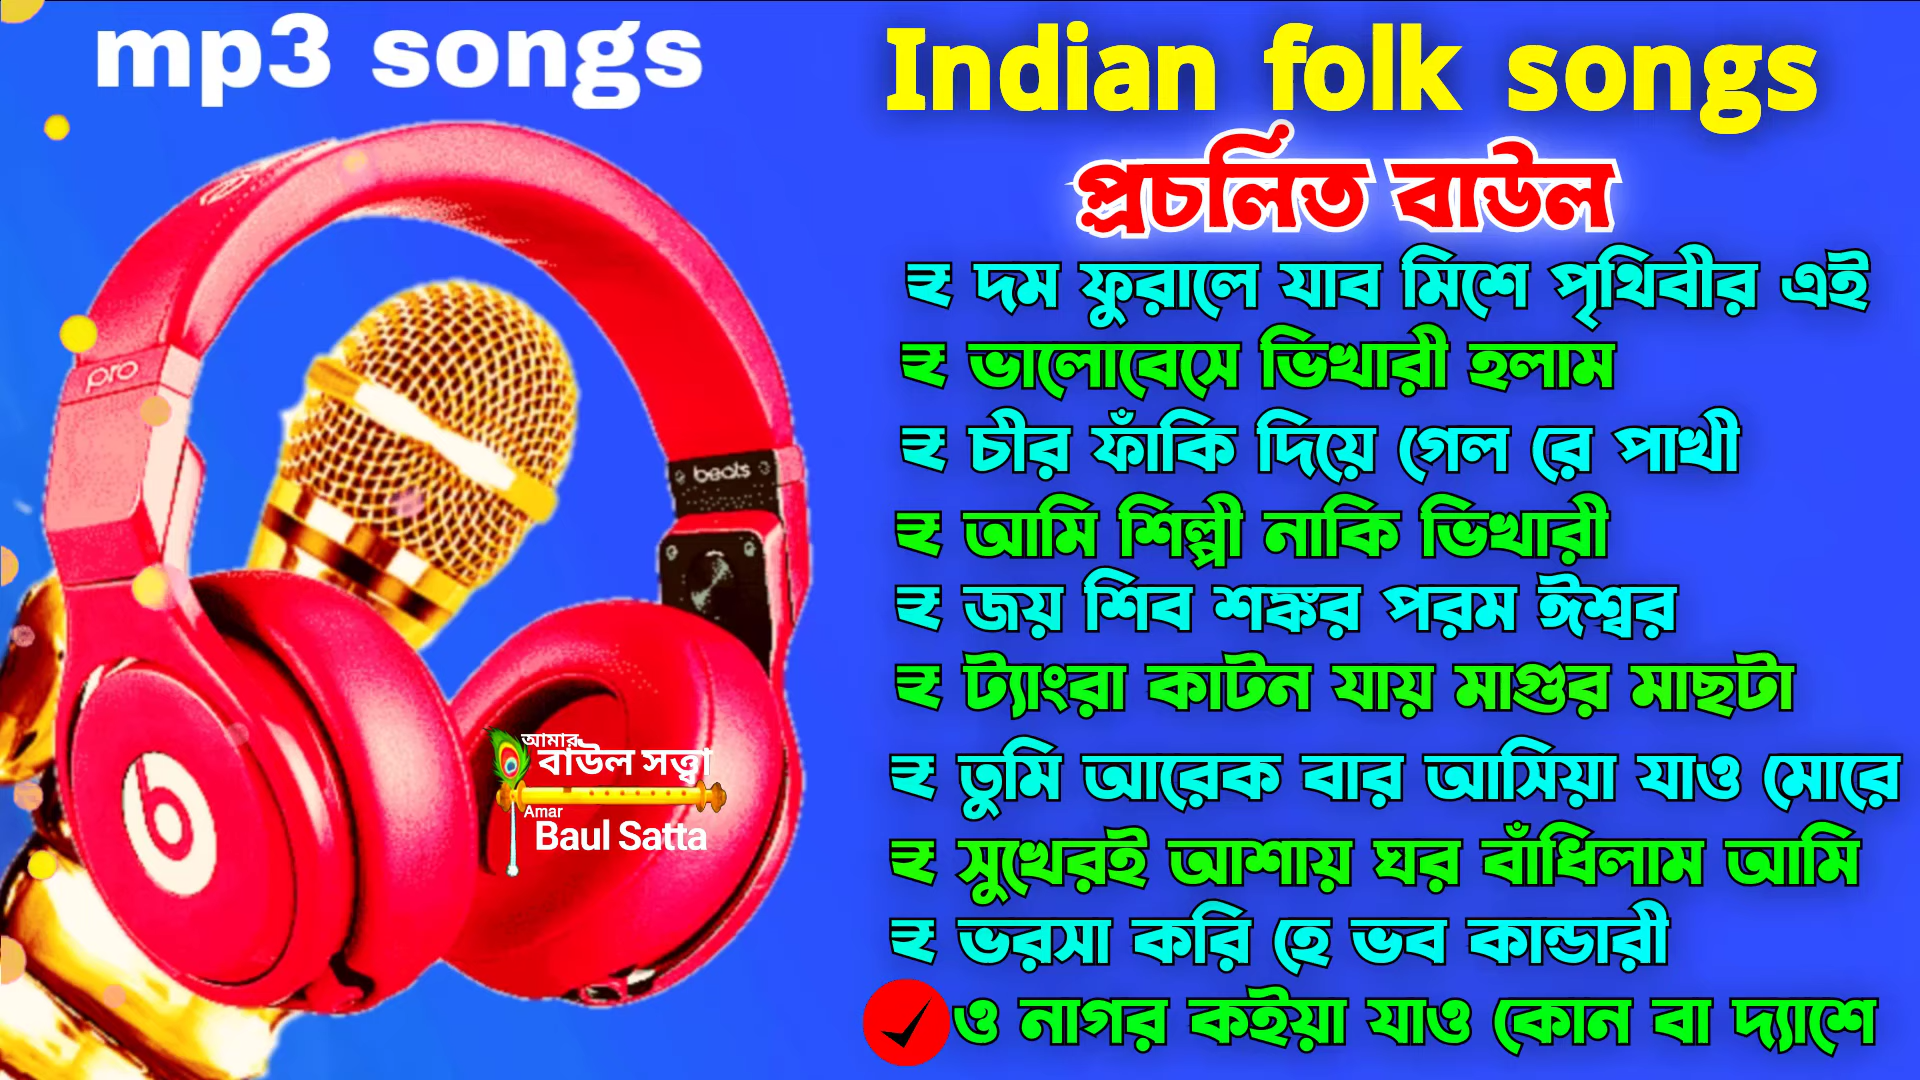 mp3 songs
Indian folk songs
প্রচলিত বাউল
₹ দম ফুরালে যাব মিশে পৃথিবীর এই
₹ ভালোবেসে ভিখারী হলাম
₹ চীর ফাঁকি দিয়ে গেল রে পাখী
₹ আমি শিল্পী নাকি ভিখারী
₹ জয় শিব শঙ্কর পরম ঈশ্বর
₹ ট্যাংরা কাটন যায় মাগুর মাছটা
₹ তুমি আরেক বার আসিয়া যাও মোরে
₹ সুখেরই আশায় ঘর বাঁধিলাম আমি
₹ ভরসা করি হে ভব কান্ডারী
ও নাগর কইয়া যাও কোন বা দ্যাশে
pro
beats
আমার
বাউল সত্ত্বা
Amar
Baul Satta